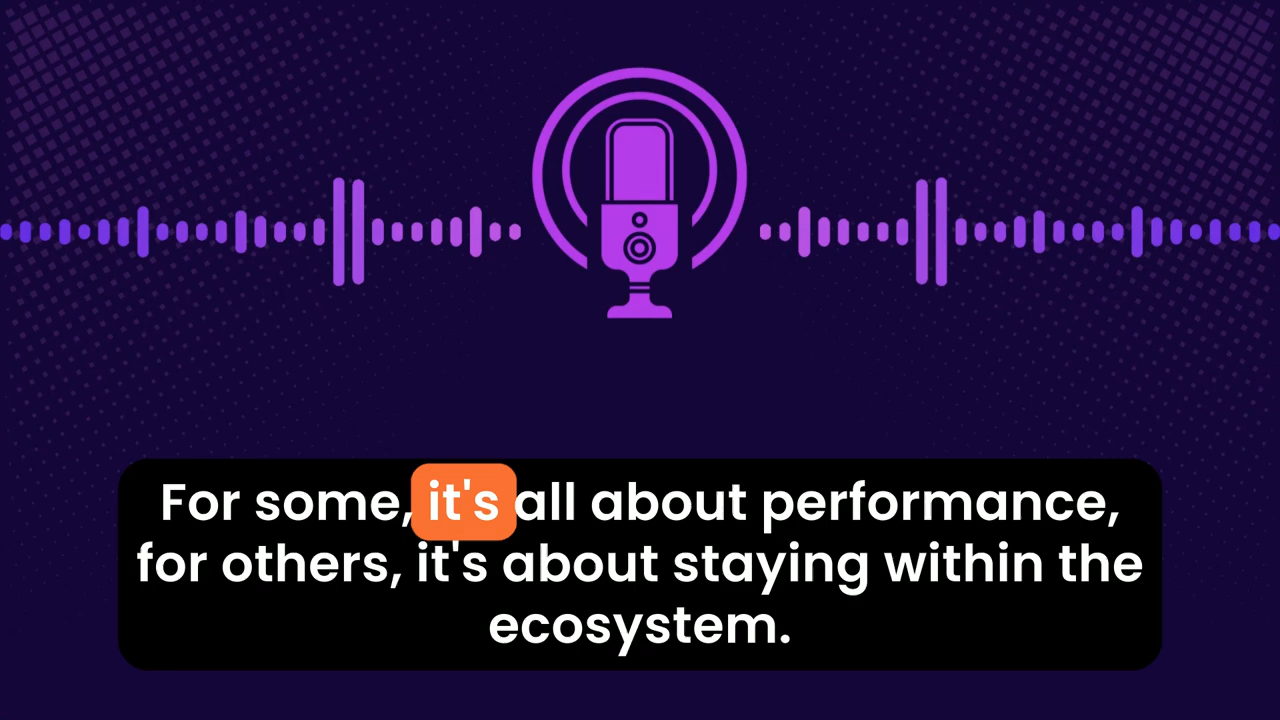 For some, it's all about performance,
for others, it's about staying within the
ecosystem.